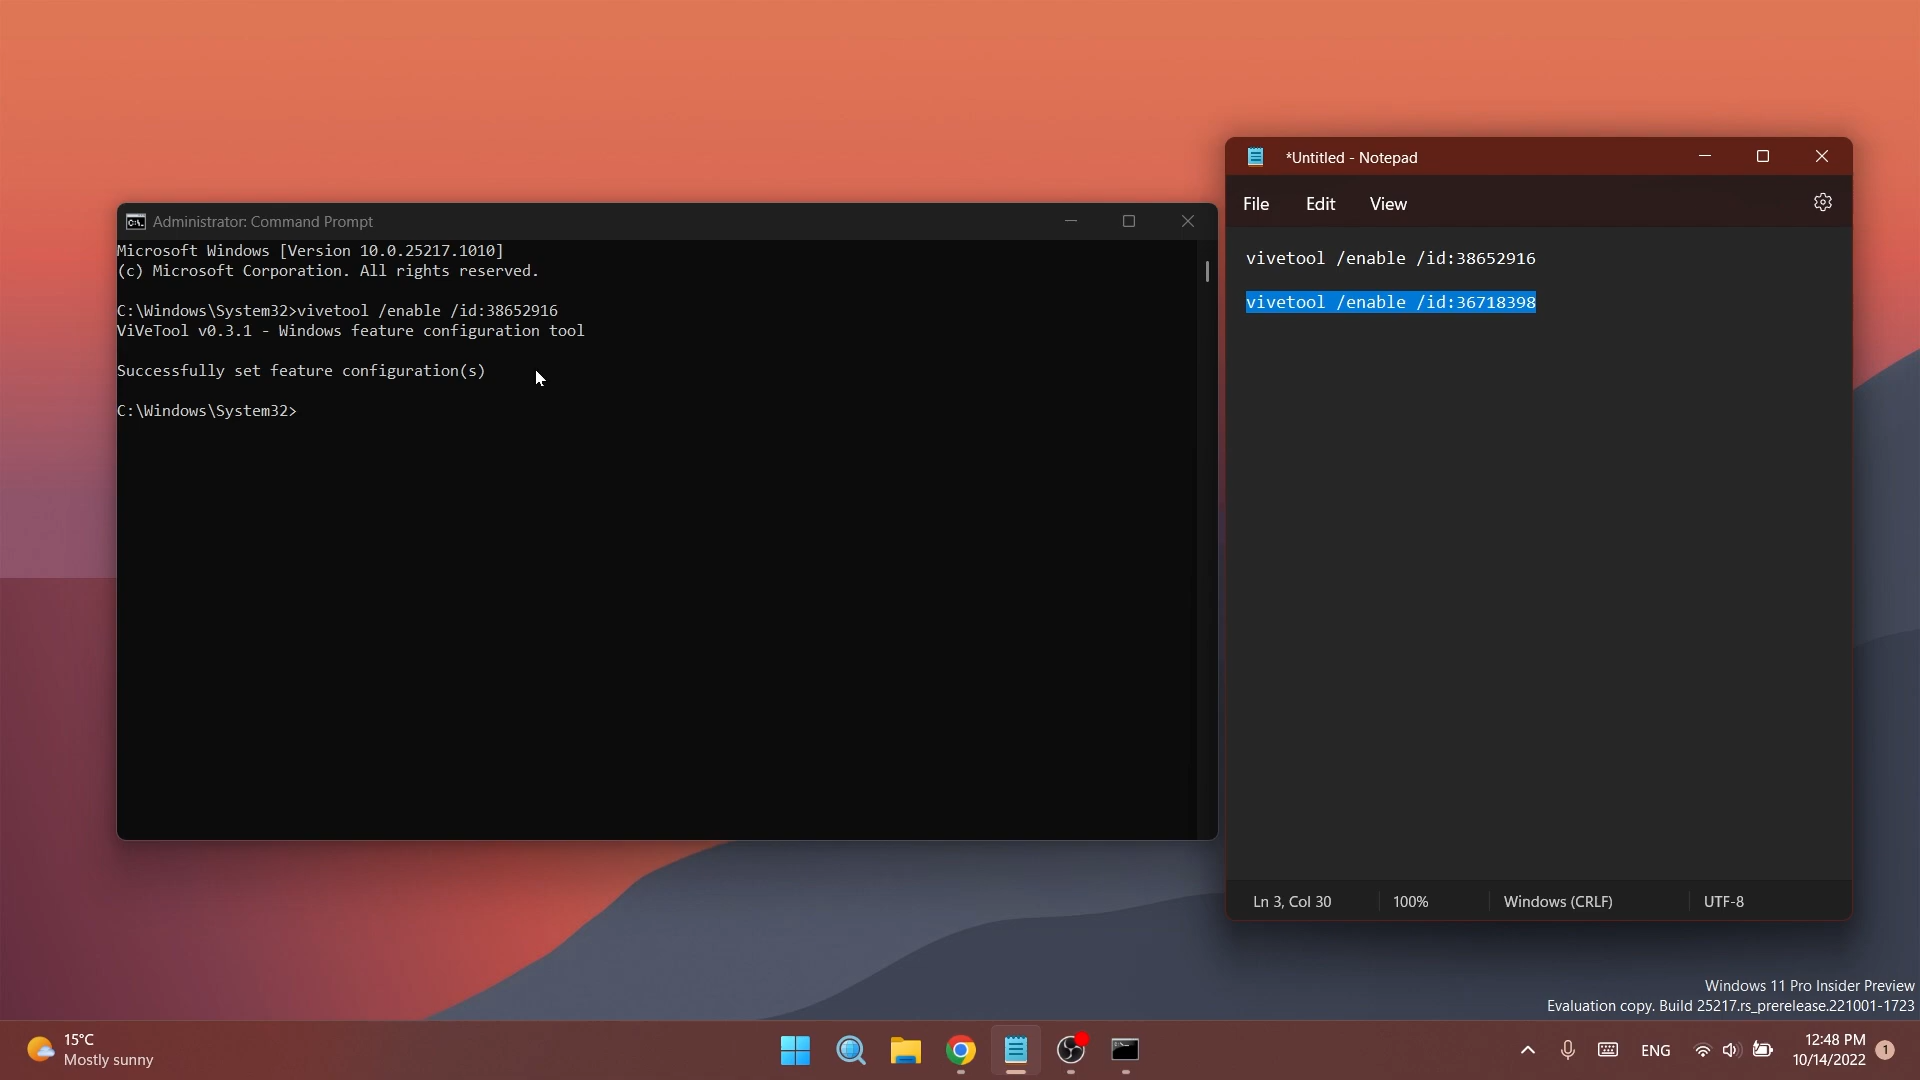 Administrator: Command Prompt
Microsoft Windows [Version 10.0.25217.1010]
(c) Microsoft Corporation. All rights reserved.
C:\Windows\System32>vivetool /enable /id:38652916
ViVeTool v0.3.1 - Windows feature configuration tool
Successfully set feature configuration(s)
C:\Windows\System32>
*Untitled - Notepad
File Edit View
vivetool /enable /id:38652916
vivetool /enable /id:36718398
Ln 3, Col 30 100% Windows (CRLF) UTF-8
Windows 11 Pro Insider Preview
Evaluation copy. Build 25217.rs_prerelease.221001-1723
15°C
Mostly sunny
ENG
12:48 PM
10/14/2022
1